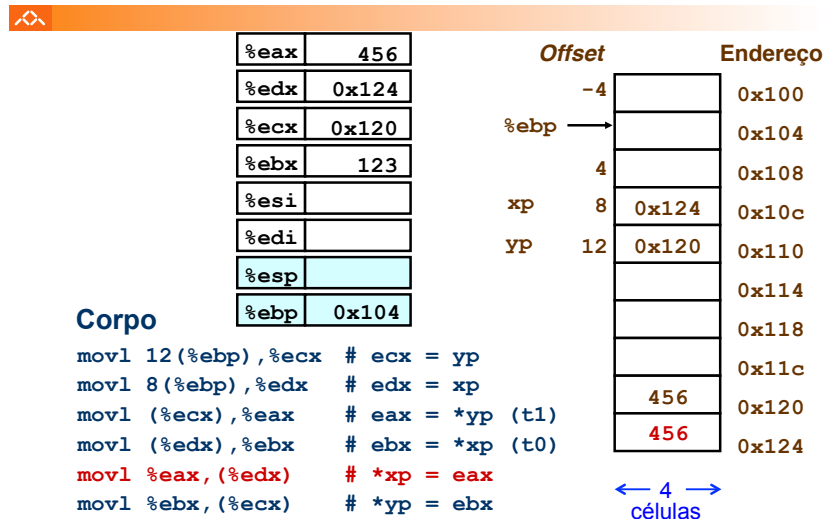 %eax 456
%edx 0x124
%ecx 0x120
%ebx 123
%esi
%edi
%esp
%ebp 0x104
Offset Endereço
-4 0x100
%ebp 0x104
4 0x108
xp 8 0x124 0x10c
yp 12 0x120 0x110
0x114
0x118
0x11c
456 0x120
456 0x124
4
células
Corpo
movl 12(%ebp),%ecx # ecx = yp
movl 8(%ebp),%edx # edx = xp
movl (%ecx),%eax # eax = *yp (t1)
movl (%edx),%ebx # ebx = *xp (t0)
movl %eax,(%edx) # *xp = eax
movl %ebx,(%ecx) # *yp = ebx